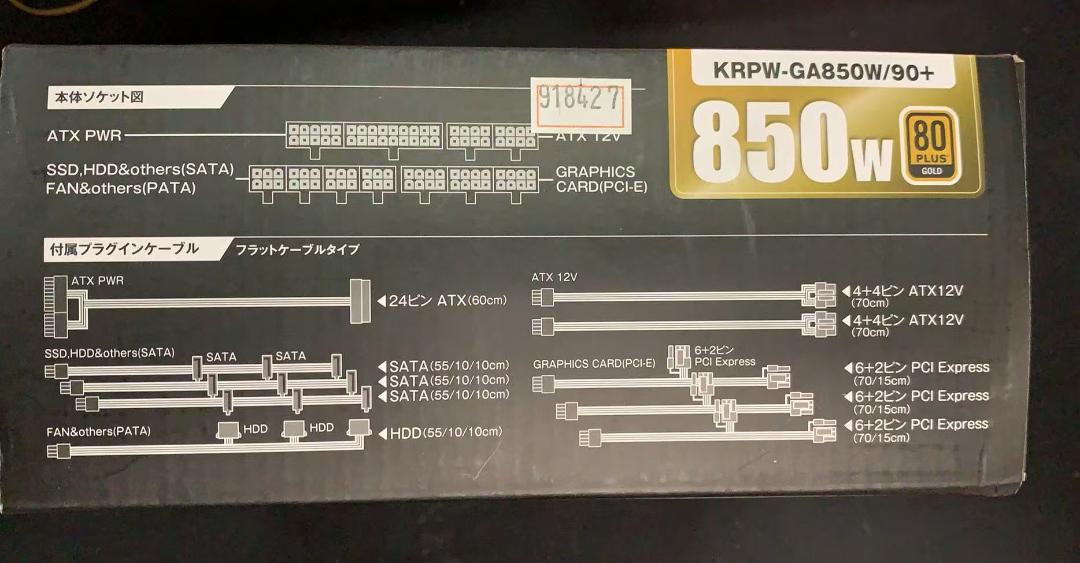 KRPW-GA850W/90+
850W
80
PLUS
GOLD
918427
本体ソケット図
ATX PWR
ATX 12V
SSD,HDD&others(SATA)
FAN&others(PATA)
GRAPHICS
CARD(PCI-E)
付属プラグインケーブル フラットケーブルタイプ
ATX PWR
24ピン ATX(60cm)
SSD,HDD&others(SATA)
SATA
SATA
SATA(55/10/10cm)
SATA(55/10/10cm)
SATA(55/10/10cm)
FAN&others(PATA)
HDD
HDD
HDD(55/10/10cm)
ATX 12V
4+4ピン ATX12V
(70cm)
4+4ピン ATX12V
(70cm)
GRAPHICS CARD(PCI-E)
6+2ピン
PCI Express
6+2ピン PCI Express
(70/15cm)
6+2ピン PCI Express
(70/15cm)
6+2ピン PCI Express
(70/15cm)